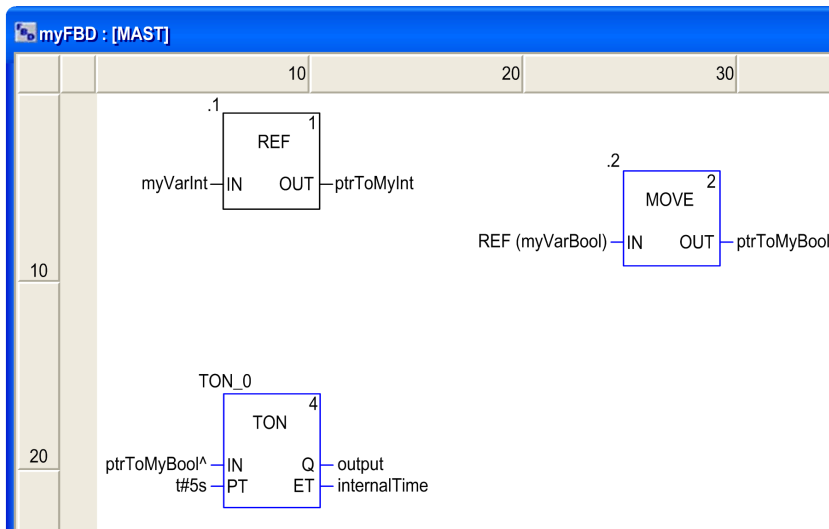 myFBD : [MAST]
10 20 30
.1
1
REF
myVarInt IN OUT ptrToMyInt
.2
2
MOVE
REF (myVarBool) IN OUT ptrToMyBool
10
TON_0
4
TON
20
ptrToMyBool^ IN Q output
t#5s PT ET internalTime